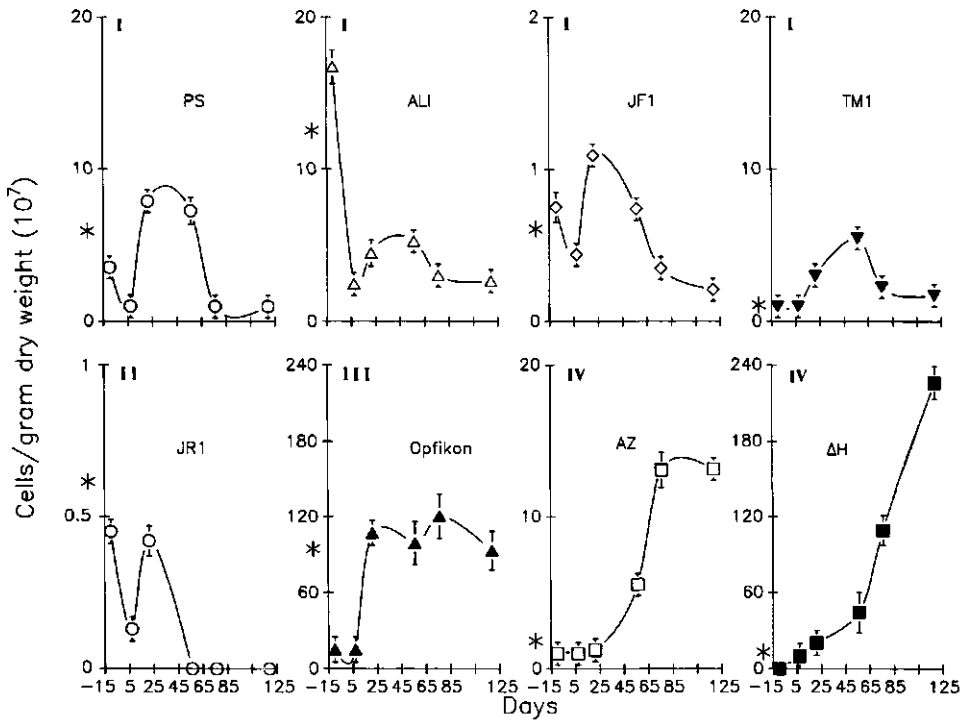 Cells/gram dry weight (10⁷)
I
I
I
I
20
20
2
20
PS
ALI
JF1
TM1
10
10
1
10
*
*
*
*
0
0
0
0
II
III
IV
IV
1
240
20
240
JR1
Opfikon
AZ
ΔH
180
180
*
0.5
120
10
120
*
60
60
*
*
0
0
0
0
-15 5 25 45 65 85 125
-15 5 25 45 65 85 125
-15 5 25 45 65 85 125
-15 5 25 45 65 85 125
Days